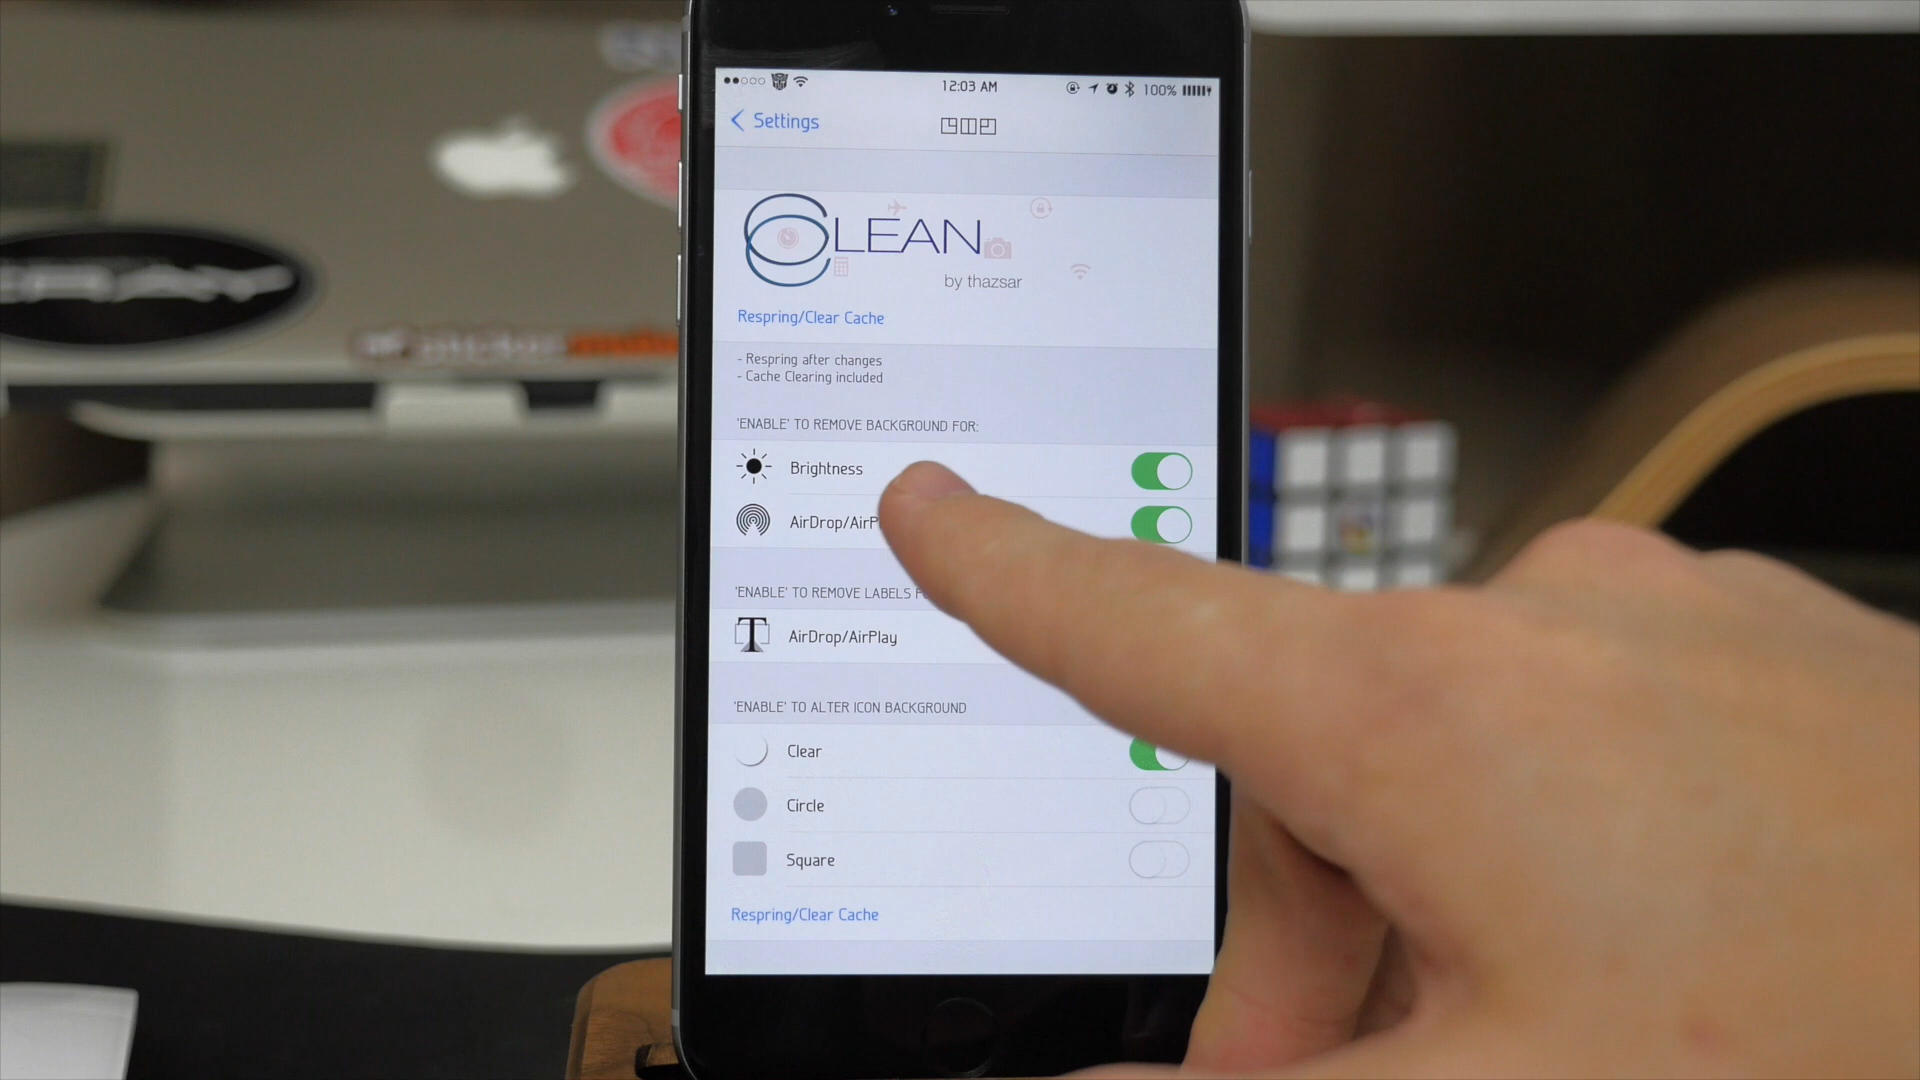 12:03 AM
100%
Settings
CLEAN
by thazsar
Respring/Clear Cache
- Respring after changes
- Cache Clearing included
'ENABLE' TO REMOVE BACKGROUND FOR:
Brightness
AirDrop/AirP
'ENABLE' TO REMOVE LABELS
AirDrop/AirPlay
'ENABLE' TO ALTER ICON BACKGROUND
Clear
Circle
Square
Respring/Clear Cache